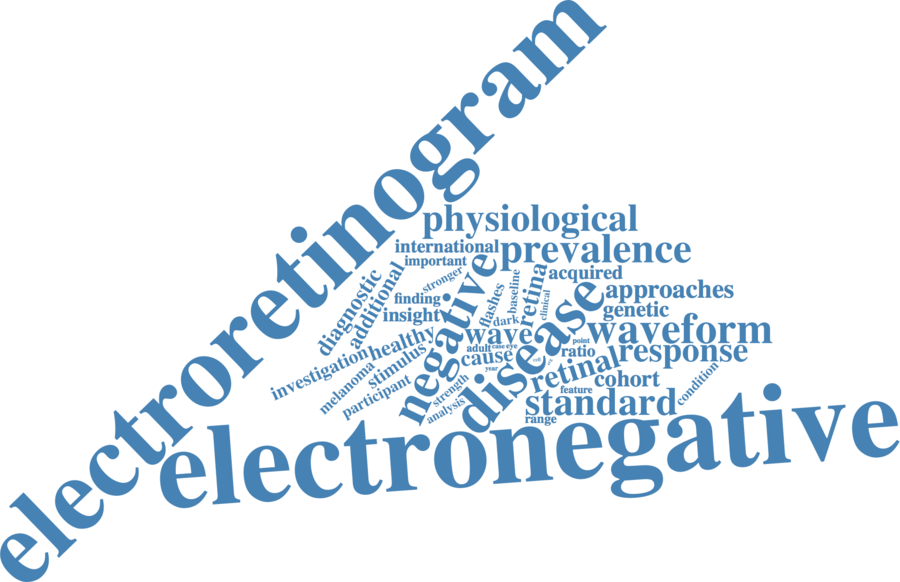 electroretinogram
physiological
international
prevalence
important
negative
acquired
stronger
diagnostic
additional
baseline
retina
clinical
flashes
disease
approaches
finding
insight
genetic
dark
wave
waveform
healthy
point
adult
case
eye
cause
ratio
response
investigation
stimulus
year
cell
retinal
cohort
condition
melanoma
participant
strength
feature
analysis
standard
range
electronegative